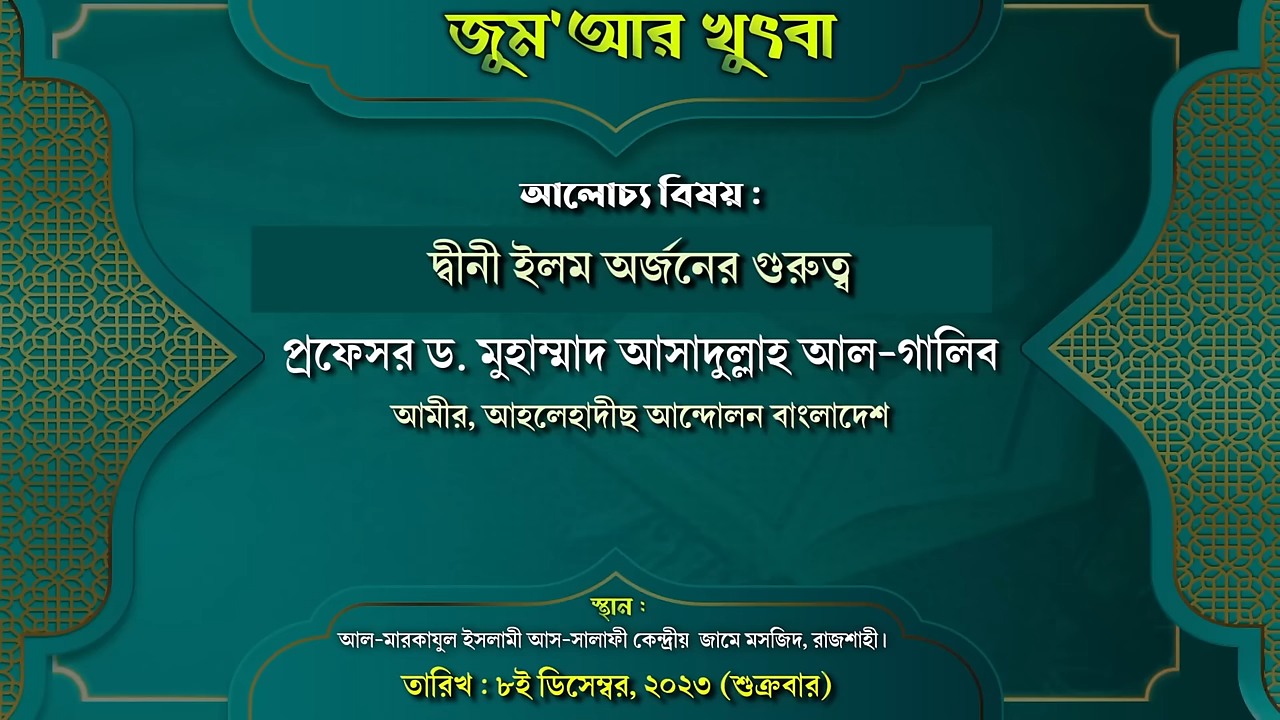 জুম'আর খুৎবা
আলোচ্য বিষয় :
দ্বীনী ইলম অর্জনের গুরুত্ব
প্রফেসর ড. মুহাম্মাদ আসাদুল্লাহ আল-গালিব
আমীর, আহলেহাদীছ আন্দোলন বাংলাদেশ
স্থান :
আল-মারকাযুল ইসলামী আস-সালাফী কেন্দ্রীয় জামে মসজিদ, রাজশাহী।
তারিখ : ৮ই ডিসেম্বর, ২০২৩ (শুক্রবার)